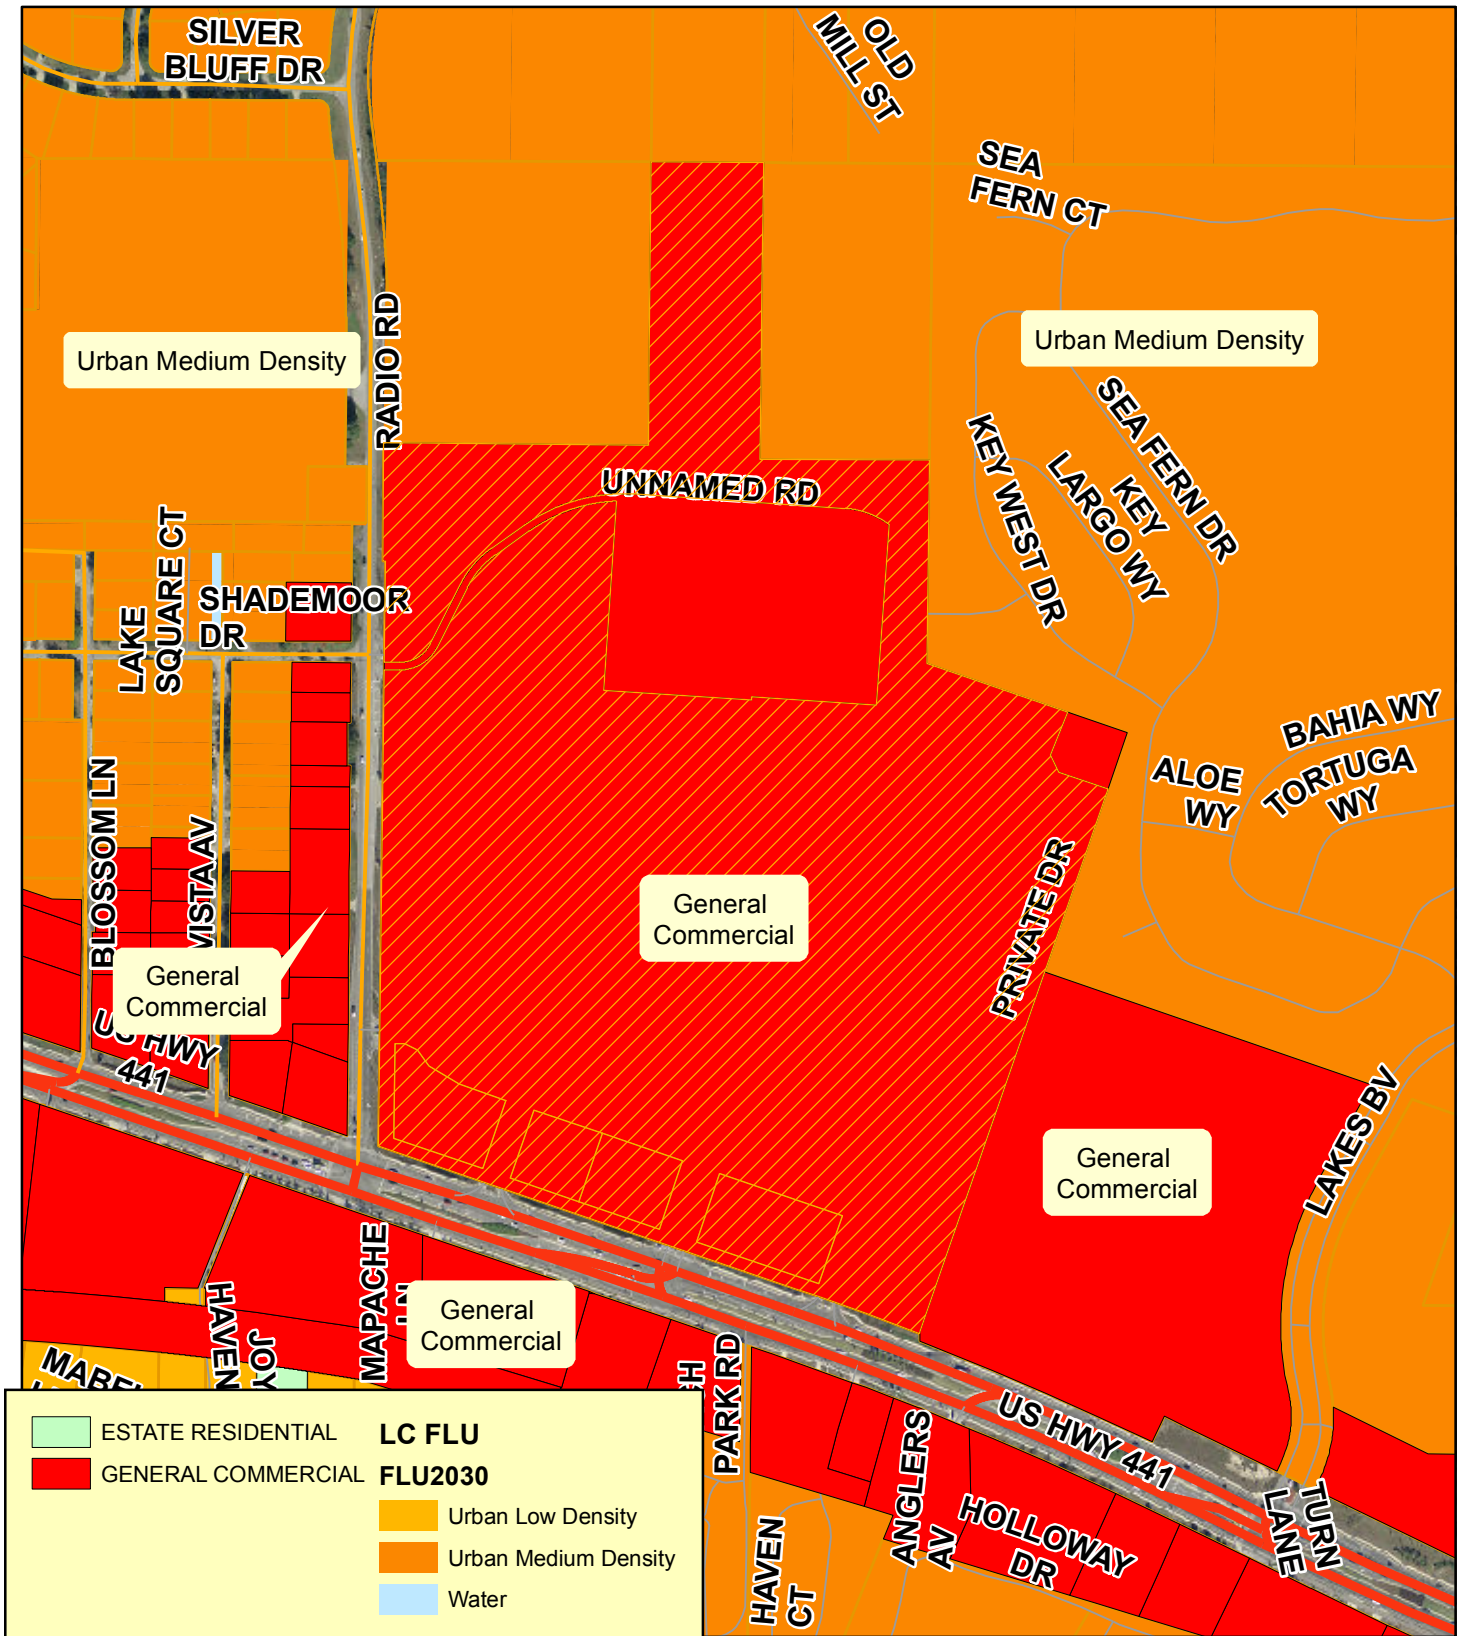 SILVER
BLUFF DR
OLD
MILL ST
SEA
FERN CT
RADIO RD
Urban Medium Density
Urban Medium Density
SEA FERN DR
KEY
LARGO WY
KEY WEST DR
UNNAMED RD
LAKE
SQUARE CT
SHADEMOOR
DR
BAHIA WY
TORTUGA
WY
ALOE
WY
BLOSSOM LN
VISTA AV
General
Commercial
PRIVATE DR
General
Commercial
US HWY
441
LAKES BV
General
Commercial
MAPACHE
General
Commercial
HAVEN
JOY
PARK RD
US HWY 441
ANGLERS
AV
HOLLOWAY
DR
TURN
LANE
HAVEN
CT
ESTATE RESIDENTIAL
GENERAL COMMERCIAL
LC FLU
FLU2030
Urban Low Density
Urban Medium Density
Water